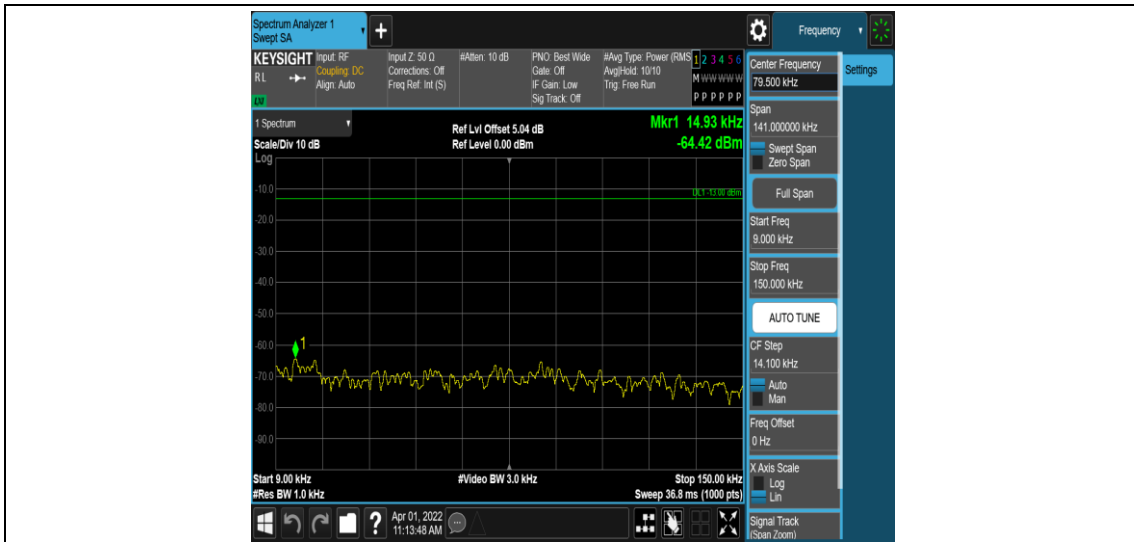 Spectrum Analyzer 1
Swept SA
+
Frequency
KEYSIGHT
RL
LXI
Input: RF
Coupling: DC
Align: Auto
Input Z: 50 Ω
Corrections: Off
Freq Ref: Int (S)
#Atten: 10 dB
PNO: Best Wide
Gate: Off
IF Gain: Low
Sig Track: Off
#Avg Type: Power (RMS
Avg|Hold: 10/10
Trig: Free Run
1 2 3 4 5 6
M W W W W W
P P P P P P
1 Spectrum
Scale/Div 10 dB
Ref Lvl Offset 5.04 dB
Ref Level 0.00 dBm
Mkr1 14.93 kHz
-64.42 dBm
Log
DL1 -13.00 dBm
-10.0
-20.0
-30.0
-40.0
-50.0
-60.0
1
-70.0
-80.0
-90.0
Start 9.00 kHz
#Video BW 3.0 kHz
Stop 150.00 kHz
#Res BW 1.0 kHz
Sweep 36.8 ms (1000 pts)
Center Frequency
79.500 kHz
Settings
Span
141.000000 kHz
Swept Span
Zero Span
Full Span
Start Freq
9.000 kHz
Stop Freq
150.000 kHz
AUTO TUNE
CF Step
14.100 kHz
Auto
Man
Freq Offset
0 Hz
X Axis Scale
Log
Lin
Signal Track
(Span Zoom)
?
Apr 01, 2022
11:13:48 AM